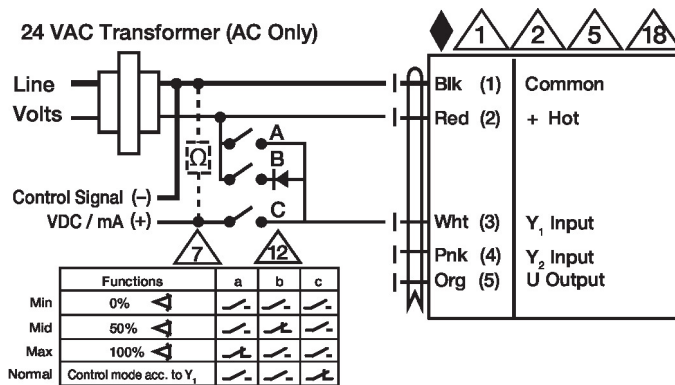 24 VAC Transformer (AC Only)
1 2 5 18
Line
Volts
Blk (1) Common
Red (2) + Hot
A
B
C
Ω
Control Signal (–)
VDC / mA (+)
Wht (3) Y₁ Input
Pnk (4) Y₂ Input
Org (5) U Output
7 12
Functions a b c
Min 0%
Mid 50%
Max 100%
Normal Control mode acc. to Y₁